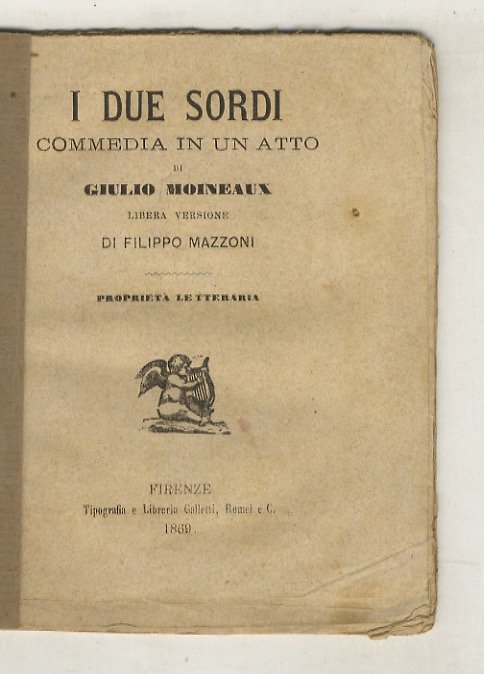 I DUE SORDI
COMMEDIA IN UN ATTO
DI
GIULIO MOINEAUX
LIBERA VERSIONE
DI FILIPPO MAZZONI
PROPRIETÀ LETTERARIA
FIRENZE
Tipografia e Libreria Galletti, Romei e C.
1869.